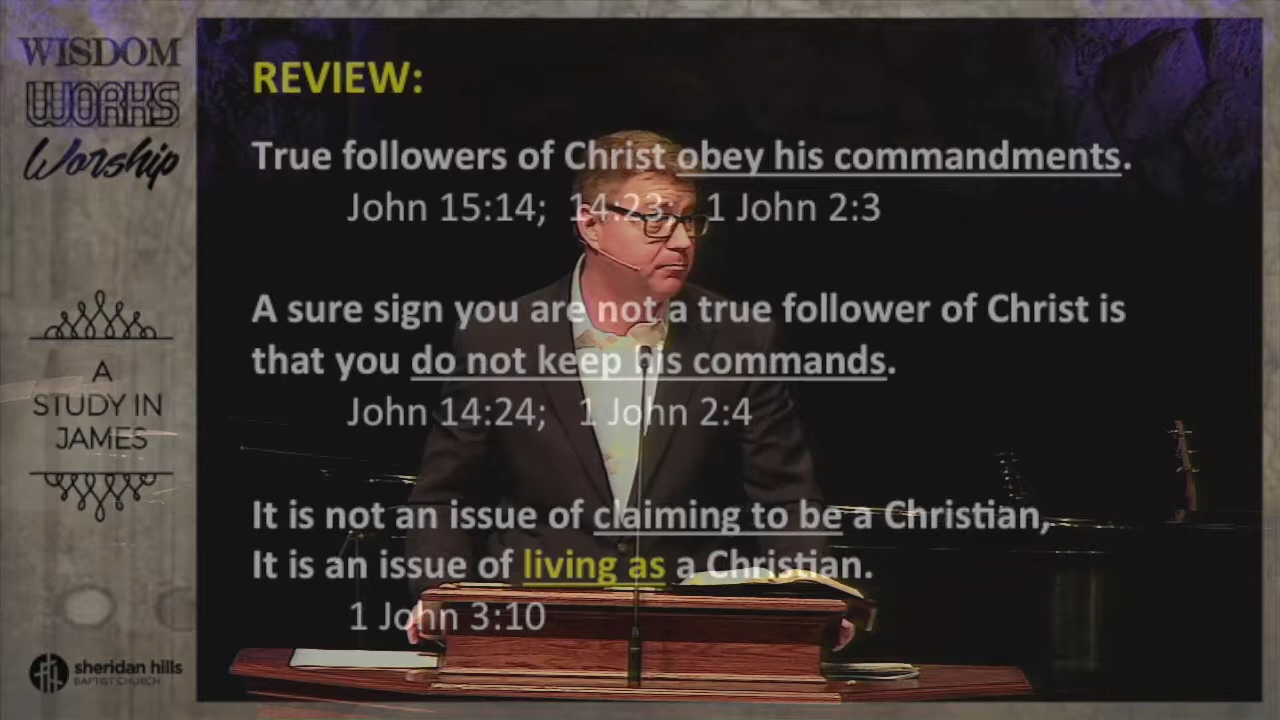 WISDOM
WORKS
Worship
A
STUDY IN
JAMES
sheridan hills
BAPTIST CHURCH
REVIEW:
True followers of Christ obey his commandments.
John 15:14; 14:23; 1 John 2:3
A sure sign you are not a true follower of Christ is
that you do not keep his commands.
John 14:24; 1 John 2:4
It is not an issue of claiming to be a Christian,
It is an issue of living as a Christian.
1 John 3:10